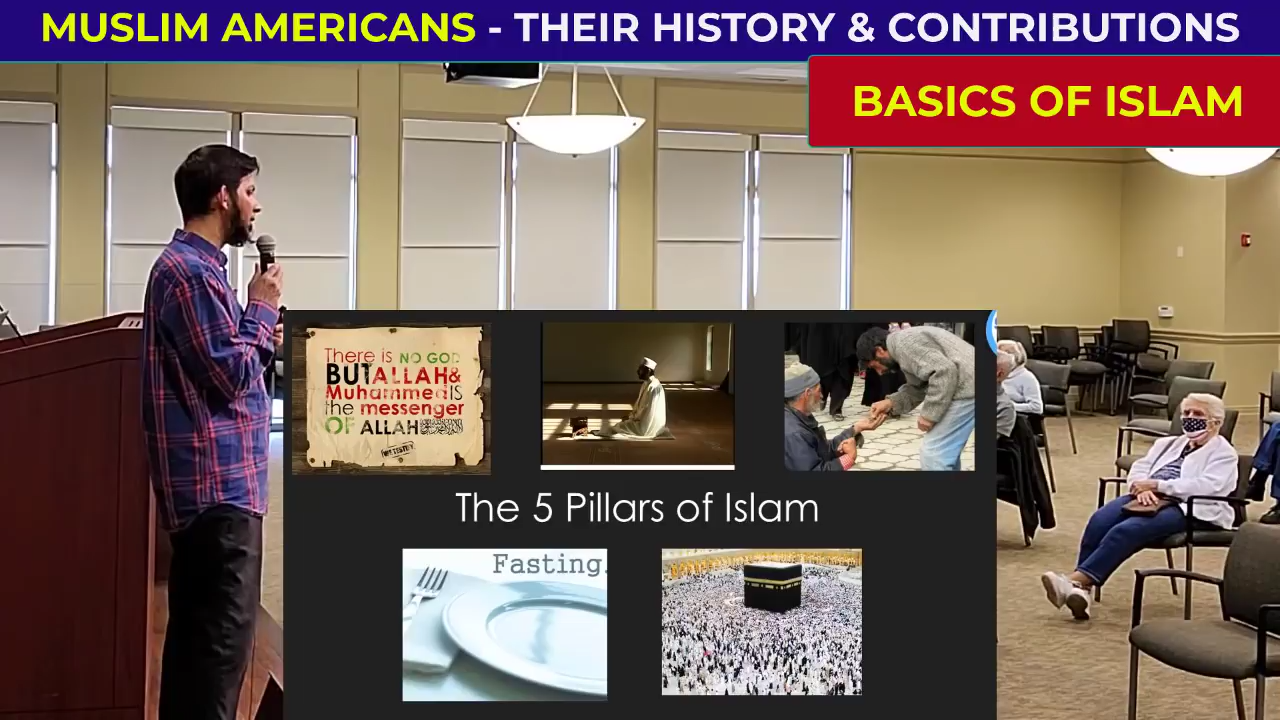 MUSLIM AMERICANS - THEIR HISTORY & CONTRIBUTIONS
BASICS OF ISLAM
There is NO GOD
BUT ALLAH &
Muhammed IS
the messenger
OF ALLAH
The 5 Pillars of Islam
Fasting.